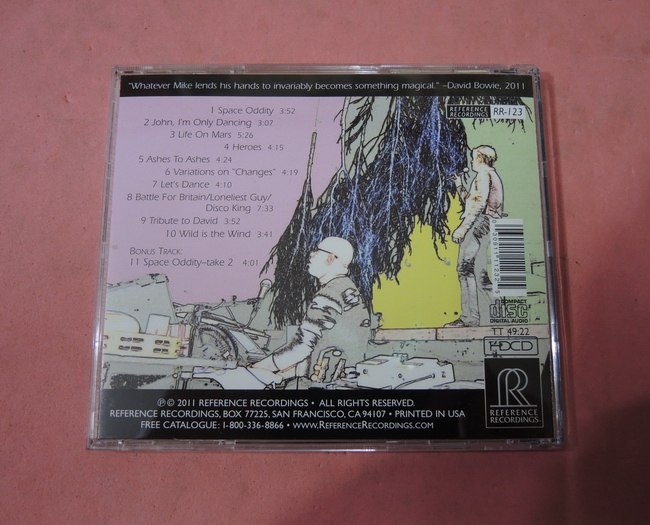 "Whatever Mike lends his hands to invariably becomes something magical." –David Bowie, 2011
REFERENCE
RECORDINGS
RR-123
1 Space Oddity 3:52
2 John, I'm Only Dancing 3:07
3 Life On Mars 5:26
4 Heroes 4:15
5 Ashes To Ashes 4:24
6 Variations on "Changes" 4:19
7 Let's Dance 4:10
8 Battle For Britain/Loneliest Guy/
Disco King 7:33
9 Tribute to David 3:52
10 Wild is the Wind 3:41
BONUS TRACK:
11 Space Oddity–take 2 4:01
COMPACT
disc
DIGITAL AUDIO
TT 49:22
HDCD
R
REFERENCE
RECORDINGS
℗ © 2011 REFERENCE RECORDINGS • ALL RIGHTS RESERVED.
REFERENCE RECORDINGS, BOX 77225, SAN FRANCISCO, CA 94107 • PRINTED IN USA
FREE CATALOGUE: 1-800-336-8866 • WWW.REFERENCERECORDINGS.COM